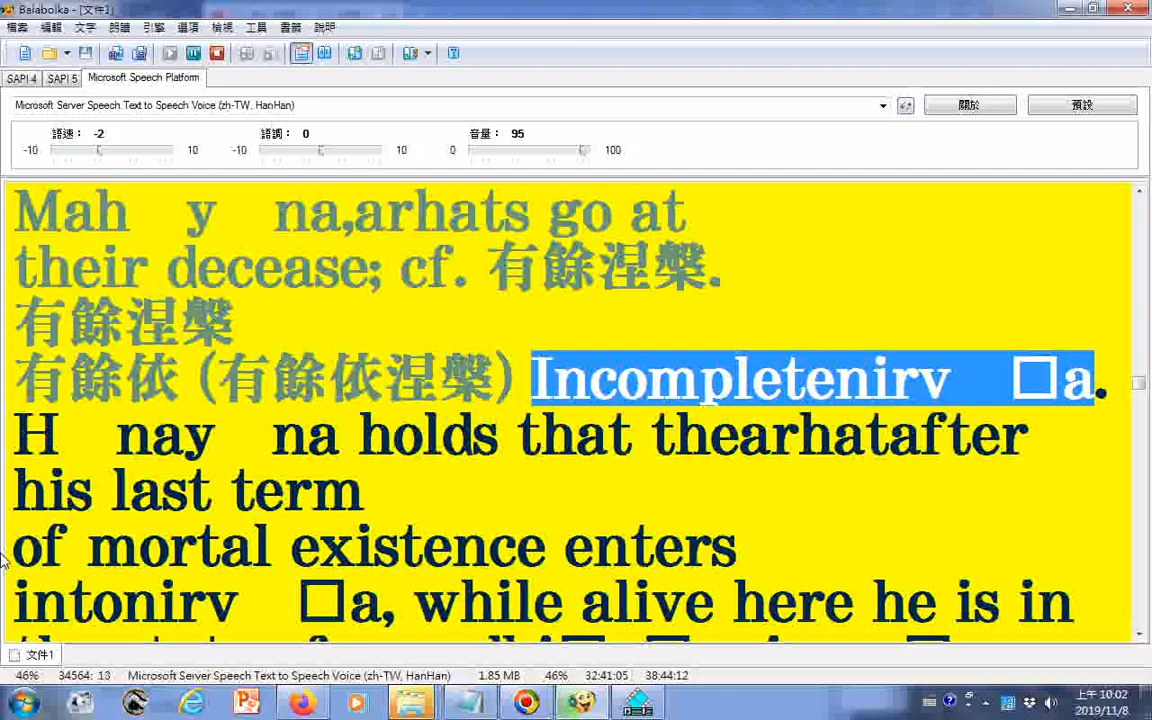 Balabolka - [文件1]
檔案 編輯 文字 朗讀 引擎 選項 檢視 工具 書籤 說明
SAPI 4 SAPI 5 Microsoft Speech Platform
Microsoft Server Speech Text to Speech Voice (zh-TW, HanHan) 關於 預設
語速： -2 語調： 0 音量： 95
-10 10 -10 10 0 100
Mah y na,arhats go at
their decease; cf. 有餘涅槃.
有餘涅槃
有餘依 (有餘依涅槃) Incompletenirv □a.
H nay na holds that thearhatafter
his last term
of mortal existence enters
intonirv □a, while alive here he is in
文件1
46% 34564: 13 Microsoft Server Speech Text to Speech Voice (zh-TW, HanHan) 1.85 MB 46% 32:41:05 38:44:12
上午 10:02
2019/11/8